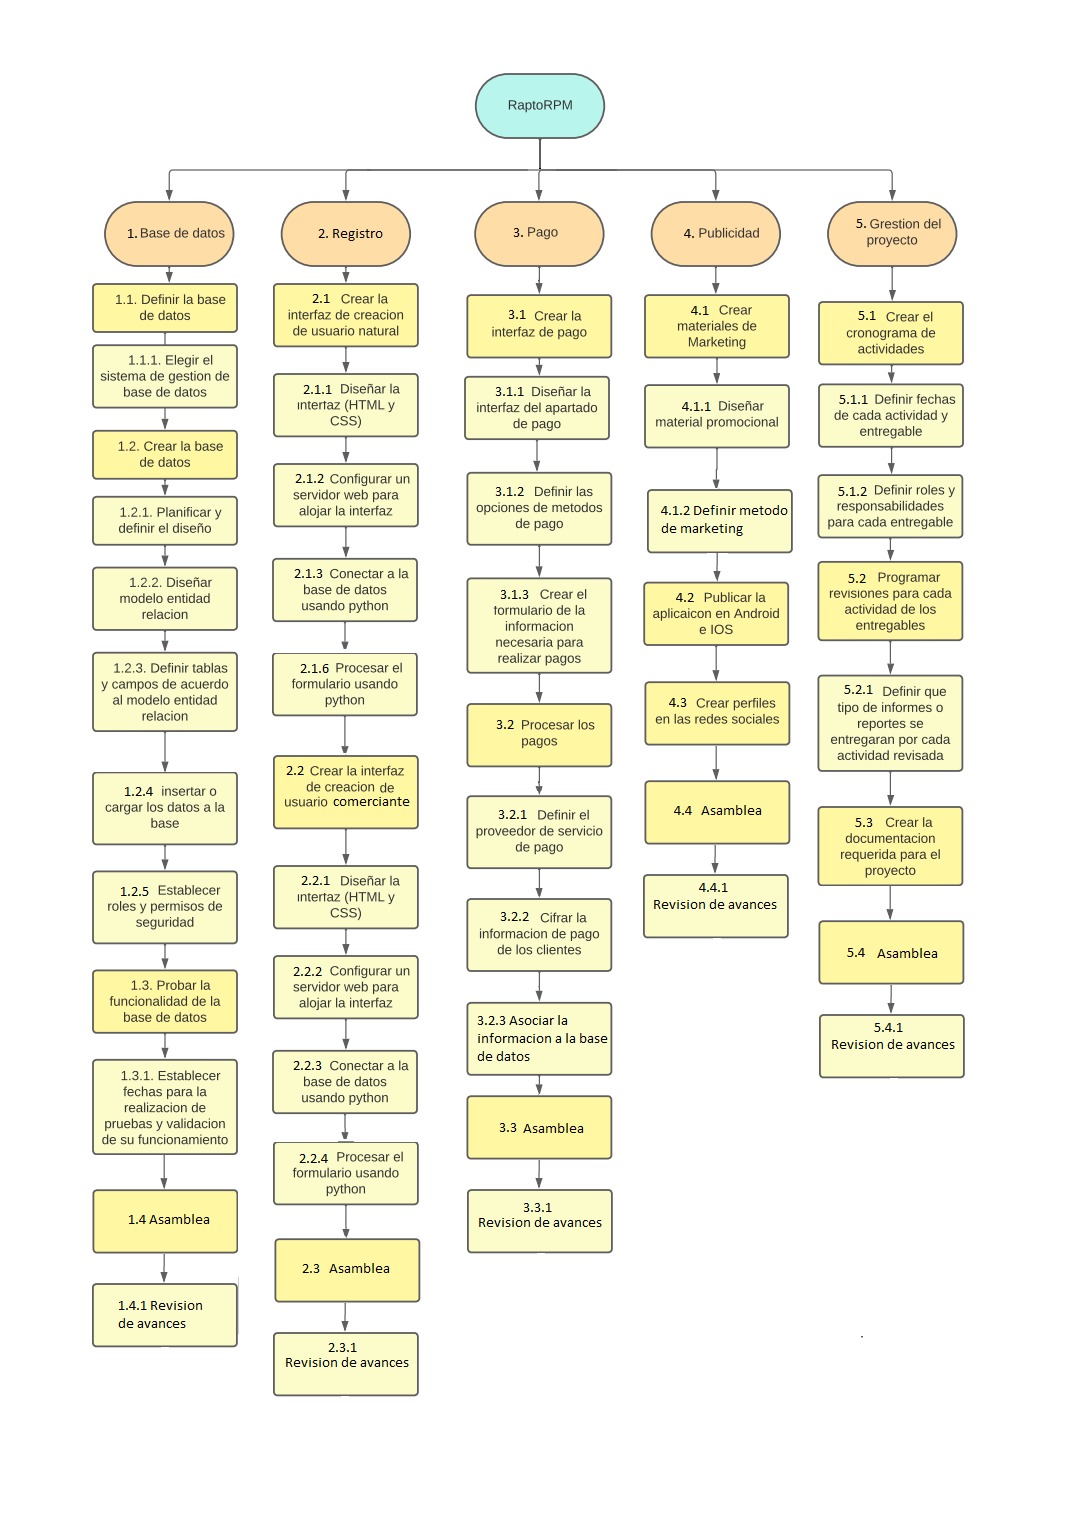 RaptoRPM
1. Base de datos
1.1. Definir la base
de datos
1.1.1. Elegir el
sistema de gestion de
base de datos
1.2. Crear la base
de datos
1.2.1. Planificar y
definir el diseño
1.2.2. Diseñar
modelo entidad
relacion
1.2.3. Definir tablas
y campos de acuerdo
al modelo entidad
relacion
1.2.4 insertar o
cargar los datos a la
base
1.2.5 Establecer
roles y permisos de
seguridad
1.3. Probar la
funcionalidad de la
base de datos
1.3.1. Establecer
fechas para la
realizacion de
pruebas y validacion
de su funcionamiento
1.4 Asamblea
1.4.1 Revision
de avances
2. Registro
2.1 Crear la
interfaz de creacion
de usuario natural
2.1.1 Diseñar la
interfaz (HTML y
CSS)
2.1.2 Configurar un
servidor web para
alojar la interfaz
2.1.3 Conectar a la
base de datos
usando python
2.1.6 Procesar el
formulario usando
python
2.2 Crear la interfaz
de creacion de
usuario comerciante
2.2.1 Diseñar la
interfaz (HTML y
CSS)
2.2.2 Configurar un
servidor web para
alojar la interfaz
2.2.3 Conectar a la
base de datos
usando python
2.2.4 Procesar el
formulario usando
python
2.3 Asamblea
2.3.1
Revision de avances
3. Pago
3.1 Crear la
interfaz de pago
3.1.1 Diseñar la
interfaz del apartado
de pago
3.1.2 Definir las
opciones de metodos
de pago
3.1.3 Crear el
formulario de la
informacion
necesaria para
realizar pagos
3.2 Procesar los
pagos
3.2.1 Definir el
proveedor de servicio
de pago
3.2.2 Cifrar la
informacion de pago
de los clientes
3.2.3 Asociar la
informacion a la base
de datos
3.3 Asamblea
3.3.1
Revision de avances
4. Publicidad
4.1 Crear
materiales de
Marketing
4.1.1 Diseñar
material promocional
4.1.2 Definir metodo
de marketing
4.2 Publicar la
aplicaicon en Android
e IOS
4.3 Crear perfiles
en las redes sociales
4.4 Asamblea
4.4.1
Revision de avances
5. Grestion del
proyecto
5.1 Crear el
cronograma de
actividades
5.1.1 Definir fechas
de cada actividad y
entregable
5.1.2 Definir roles y
responsabilidades
para cada entregable
5.2 Programar
revisiones para cada
actividad de los
entregables
5.2.1 Definir que
tipo de informes o
reportes se
entregaran por cada
actividad revisada
5.3 Crear la
documentacion
requerida para el
proyecto
5.4 Asamblea
5.4.1
Revision de avances